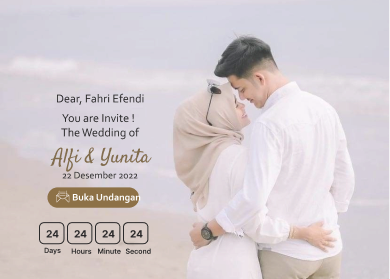 Dear, Fahri Efendi
You are Invite !
The Wedding of
Alfi & Yunita
22 Desember 2022
Buka Undangan
24 24 24 24
Days Hours Minute Second